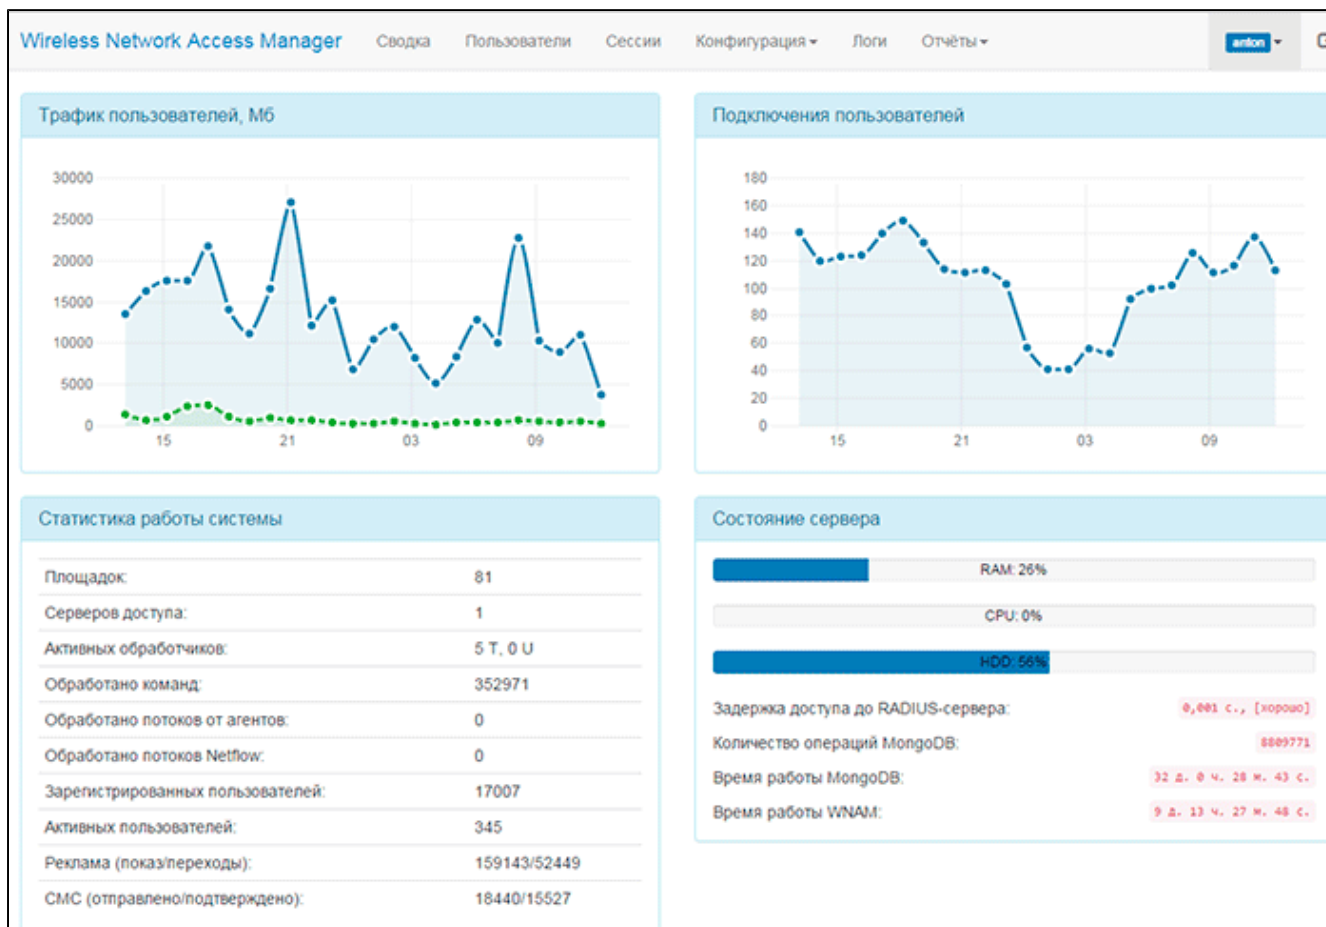 Wireless Network Access Manager Сводка Пользователи Сессии Конфигурация Логи Отчёты anton
Трафик пользователей, Мб
30000
25000
20000
15000
10000
5000
0
15 21 03 09
Подключения пользователей
180
160
140
120
100
80
60
40
20
0
15 21 03 09
Статистика работы системы
Площадок: 81
Серверов доступа: 1
Активных обработчиков: 5 T, 0 U
Обработано команд: 352971
Обработано потоков от агентов: 0
Обработано потоков Netflow: 0
Зарегистрированных пользователей: 17007
Активных пользователей: 345
Реклама (показ/переходы): 159143/52449
СМС (отправлено/подтверждено): 18440/15527
Состояние сервера
RAM: 26%
CPU: 0%
HDD: 56%
Задержка доступа до RADIUS-сервера: 0,001 с., [хорошо]
Количество операций MongoDB: 8809771
Время работы MongoDB: 32 д. 0 ч. 28 м. 43 с.
Время работы WNAM: 9 д. 13 ч. 27 м. 48 с.